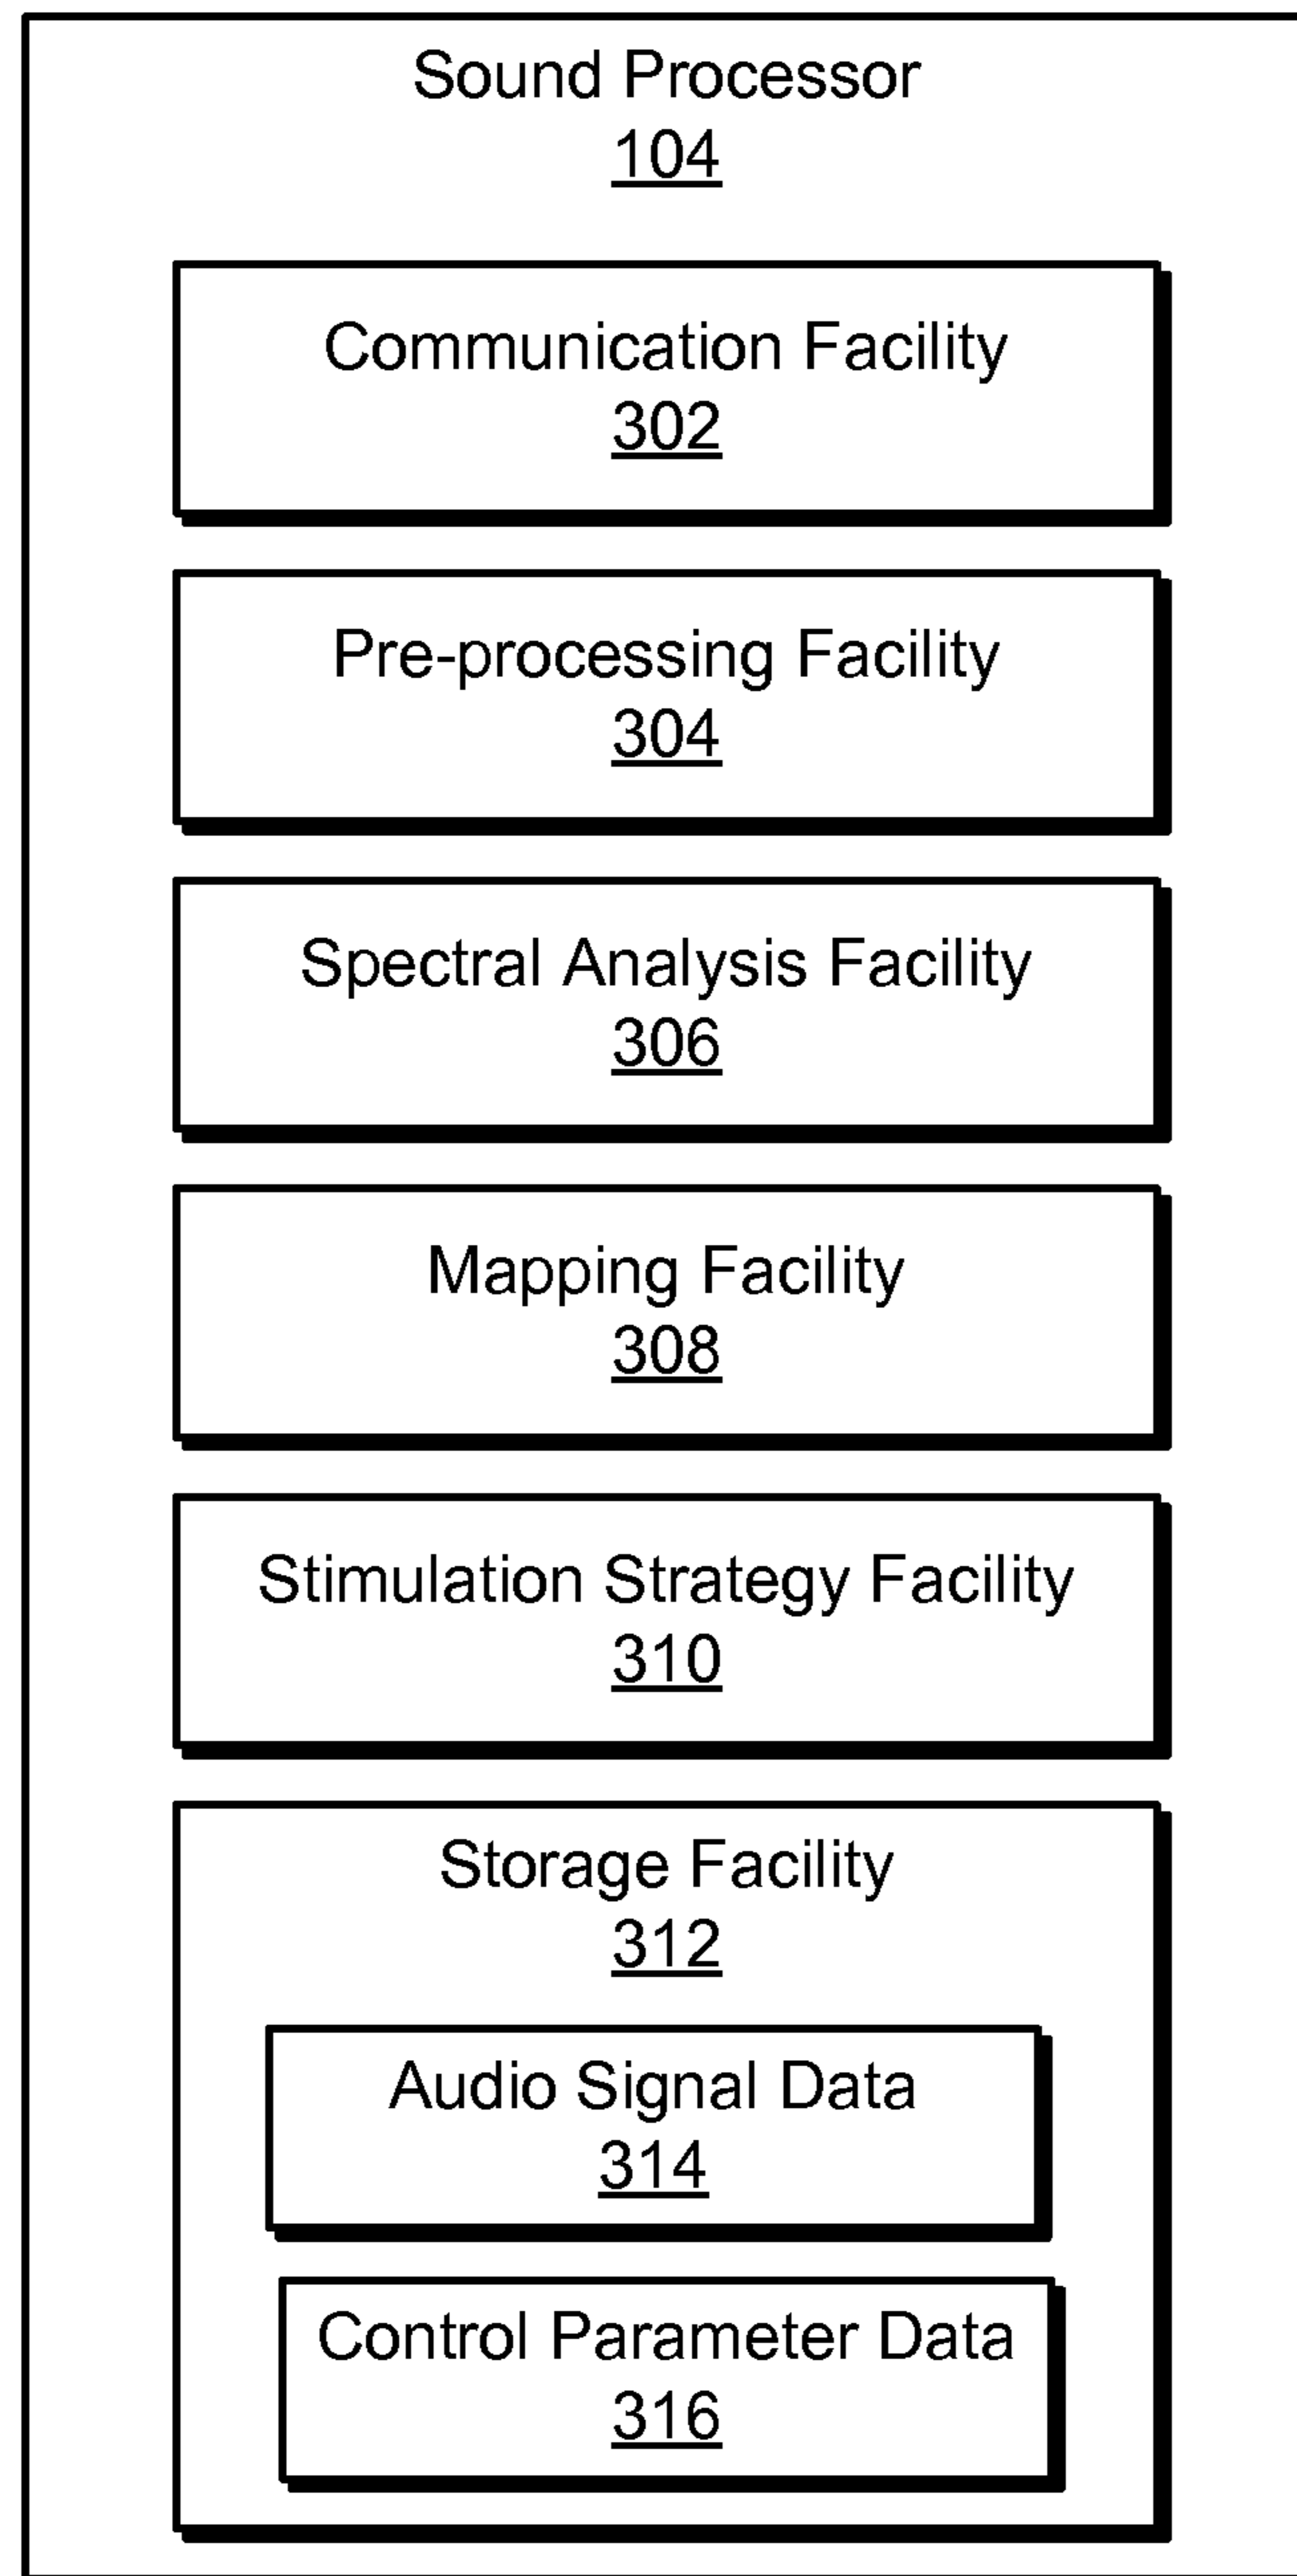 Sound Processor
104
Communication Facility
302
Pre-processing Facility
304
Spectral Analysis Facility
306
Mapping Facility
308
Stimulation Strategy Facility
310
Storage Facility
312
Audio Signal Data
314
Control Parameter Data
316